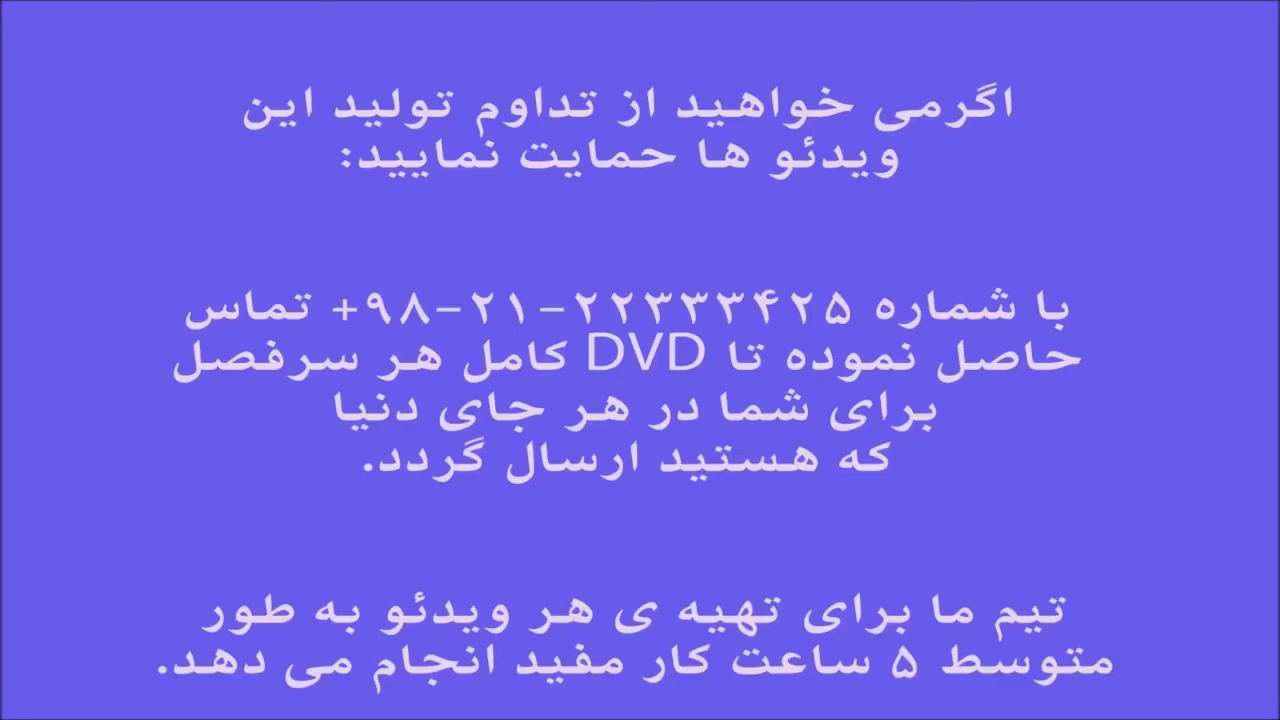 اگرمی خواهید از تداوم تولید این
ویدئو ها حمایت نمایید:
با شماره ۲۲۳۳۳۴۲۵-۲۱-۹۸+ تماس
حاصل نموده تا DVD کامل هر سرفصل
برای شما در هر جای دنیا
که هستید ارسال گردد.
تیم ما برای تهیه ی هر ویدئو به طور
متوسط ۵ ساعت کار مفید انجام می دهد.